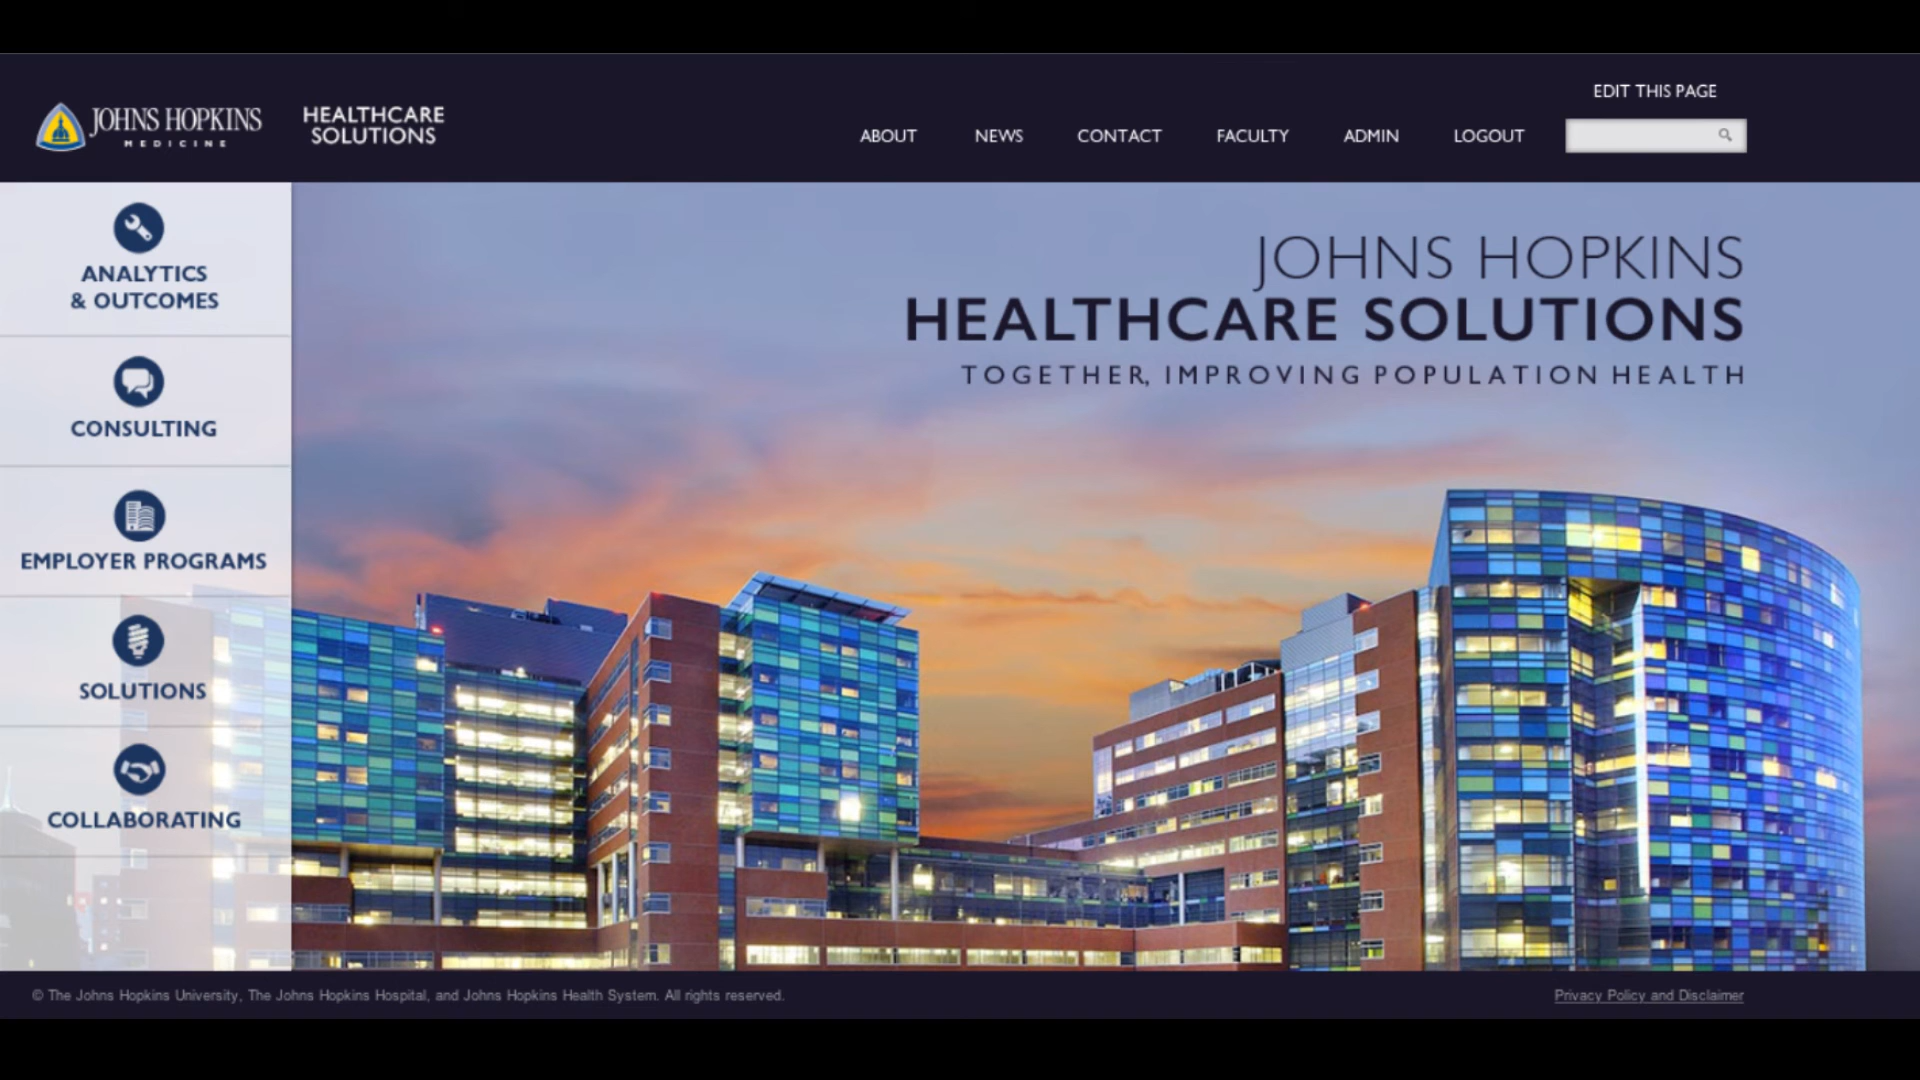 JOHNS HOPKINS
MEDICINE
HEALTHCARE
SOLUTIONS
ABOUT
NEWS
CONTACT
FACULTY
ADMIN
LOGOUT
EDIT THIS PAGE
ANALYTICS
& OUTCOMES
CONSULTING
EMPLOYER PROGRAMS
SOLUTIONS
COLLABORATING
JOHNS HOPKINS
HEALTHCARE SOLUTIONS
TOGETHER, IMPROVING POPULATION HEALTH
© The Johns Hopkins University, The Johns Hopkins Hospital, and Johns Hopkins Health System. All rights reserved.
Privacy Policy and Disclaimer